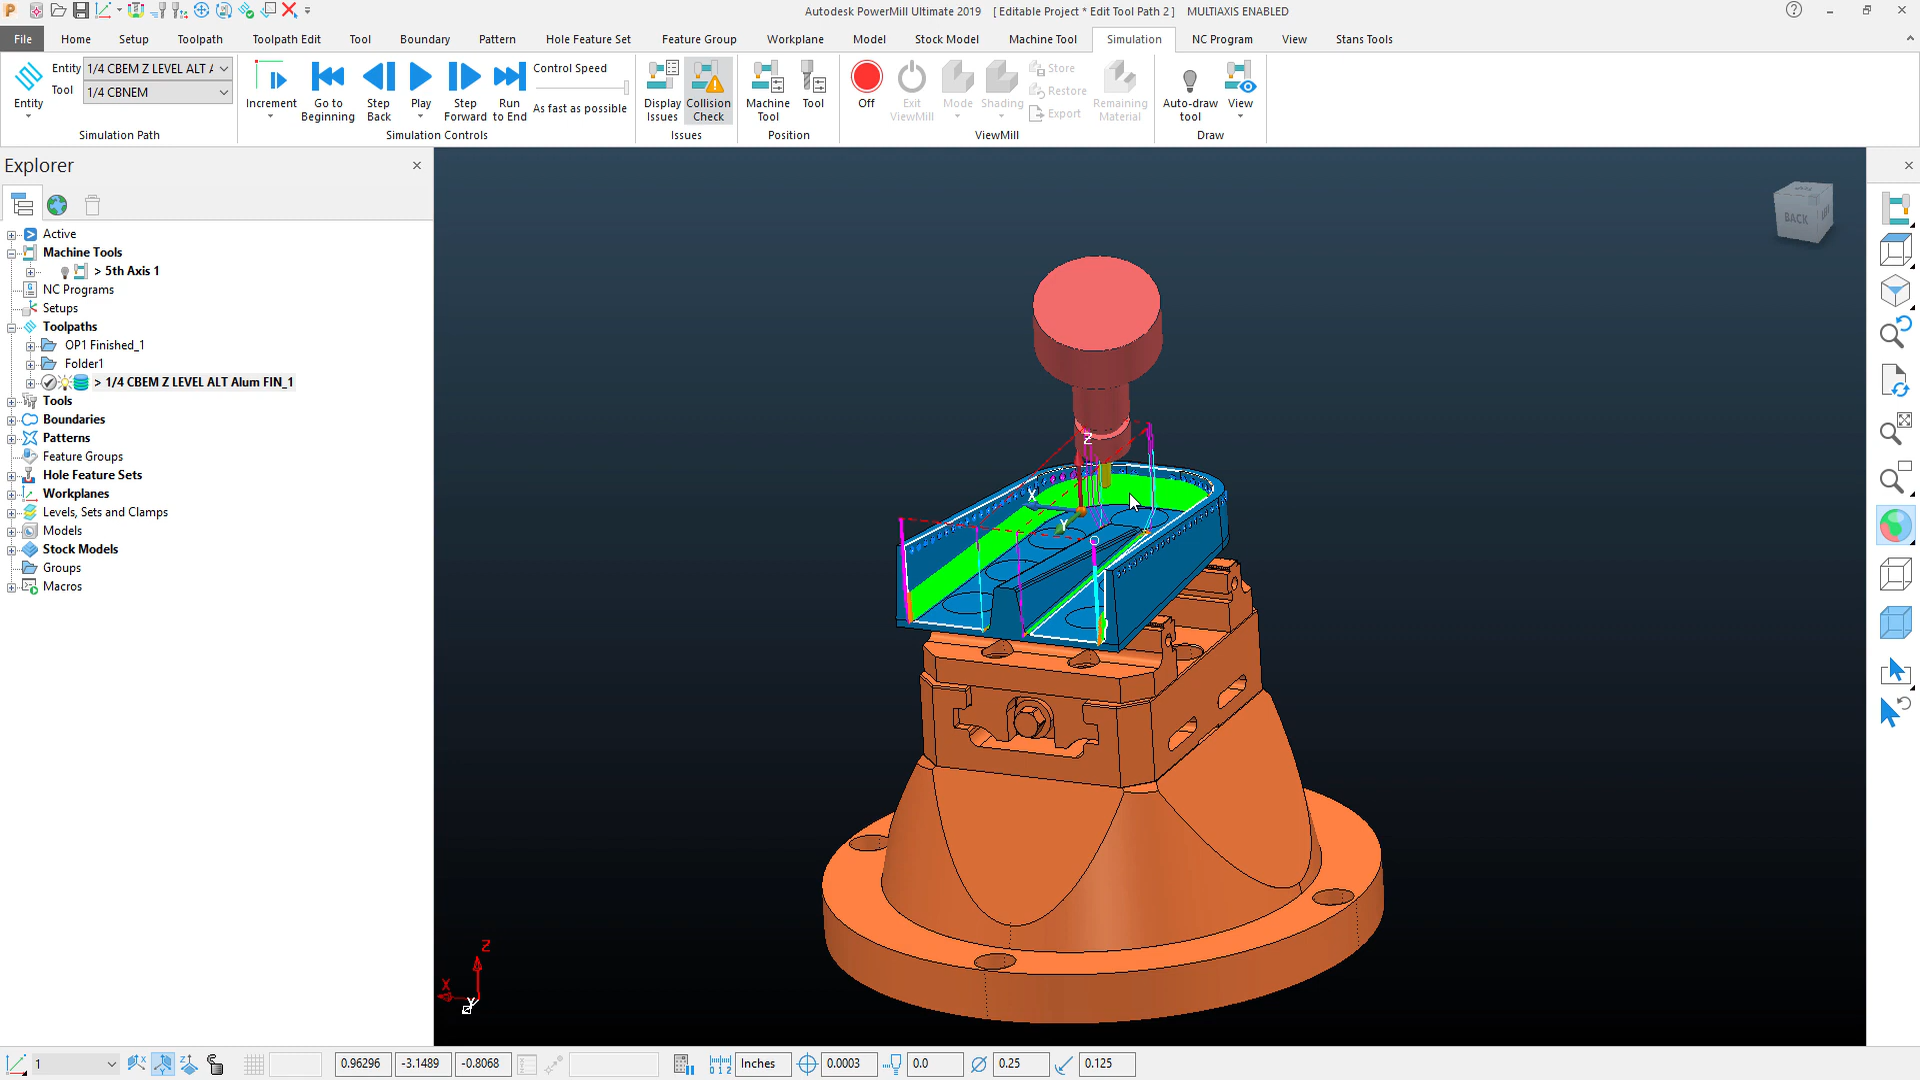 Autodesk PowerMill Ultimate 2019 [ Editable Project * Edit Tool Path 2 ] MULTIAXIS ENABLED
File Home Setup Toolpath Toolpath Edit Tool Boundary Pattern Hole Feature Set Feature Group Workplane Model Stock Model Machine Tool Simulation NC Program View Stans Tools
Entity 1/4 CBEM Z LEVEL ALT A
Tool 1/4 CBNEM
Entity
Simulation Path
Increment
Go to Beginning
Step Back
Play
Step Forward
Run to End
Control Speed
As fast as possible
Simulation Controls
Display Issues
Collision Check
Issues
Machine Tool
Tool
Position
Off
Exit ViewMill
Mode
Shading
Store
Restore
Export
Remaining Material
ViewMill
Auto-draw tool
View
Draw
Explorer
Active
Machine Tools
> 5th Axis 1
NC Programs
Setups
Toolpaths
OP1 Finished_1
Folder1
> 1/4 CBEM Z LEVEL ALT Alum FIN_1
Tools
Boundaries
Patterns
Feature Groups
Hole Feature Sets
Workplanes
Levels, Sets and Clamps
Models
Stock Models
Groups
Macros
BACK
Z
X
Y
Z
X
Y
1 0.96296 -3.1489 -0.8068 Inches 0.0003 0.0 0.25 0.125